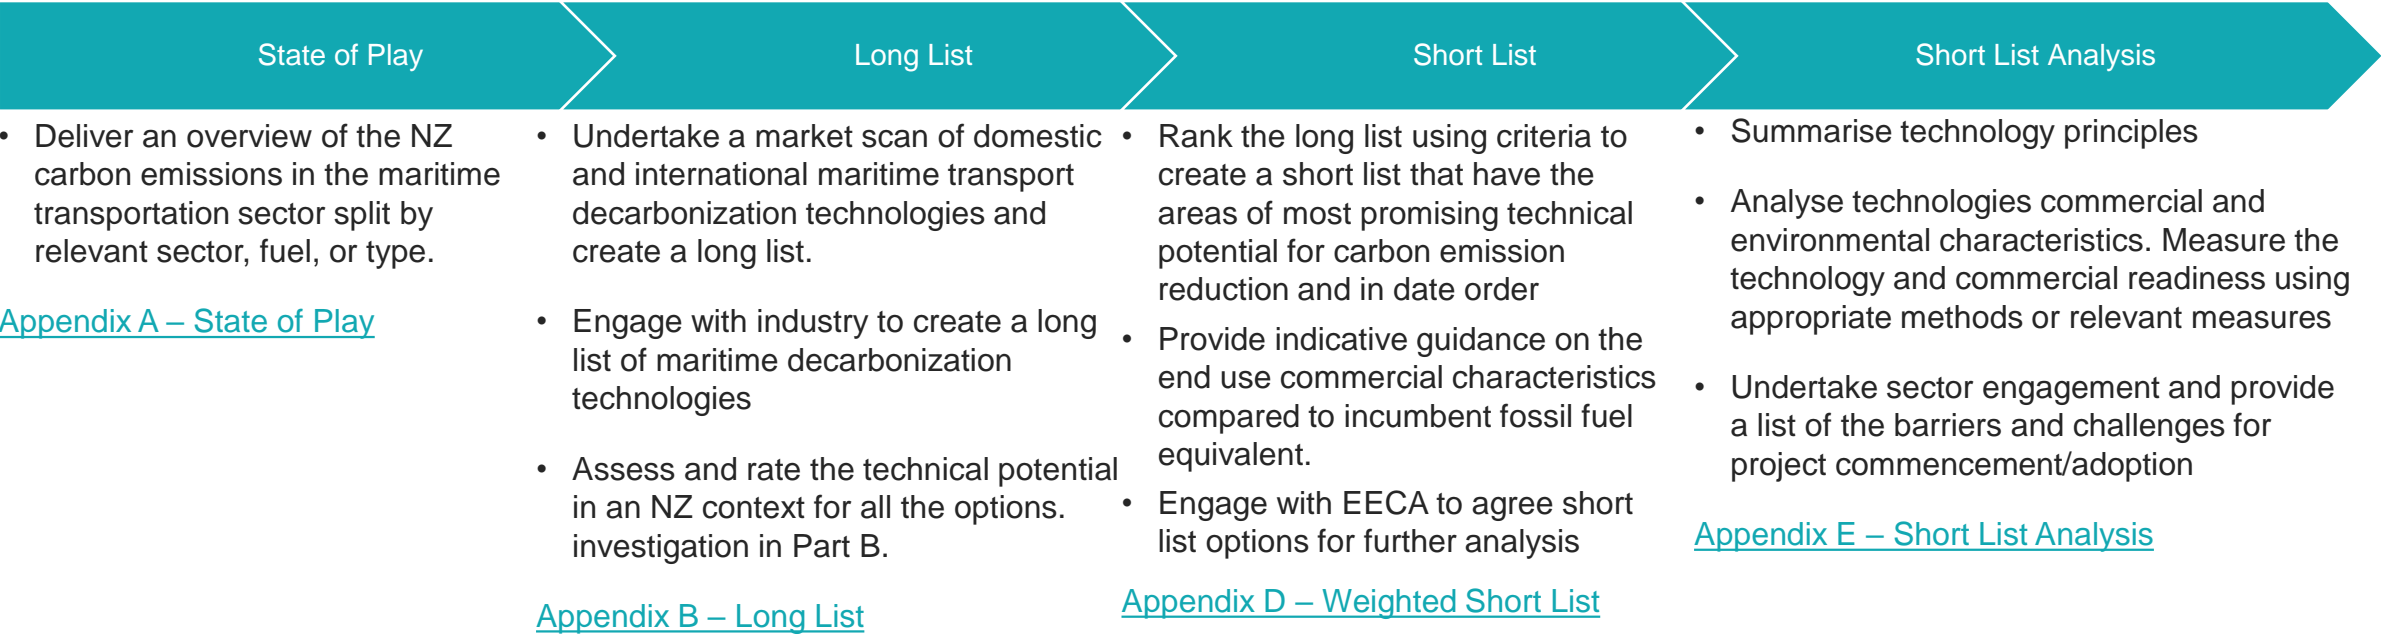 State of Play
Long List
Short List
Short List Analysis
• Deliver an overview of the NZ
carbon emissions in the maritime
transportation sector split by
relevant sector, fuel, or type.
Appendix A – State of Play
• Undertake a market scan of domestic
and international maritime transport
decarbonization technologies and
create a long list.
• Engage with industry to create a long
list of maritime decarbonization
technologies
• Assess and rate the technical potential
in an NZ context for all the options.
investigation in Part B.
Appendix B – Long List
• Rank the long list using criteria to
create a short list that have the
areas of most promising technical
potential for carbon emission
reduction and in date order
• Provide indicative guidance on the
end use commercial characteristics
compared to incumbent fossil fuel
equivalent.
• Engage with EECA to agree short
list options for further analysis
Appendix D – Weighted Short List
• Summarise technology principles
• Analyse technologies commercial and
environmental characteristics. Measure the
technology and commercial readiness using
appropriate methods or relevant measures
• Undertake sector engagement and provide
a list of the barriers and challenges for
project commencement/adoption
Appendix E – Short List Analysis